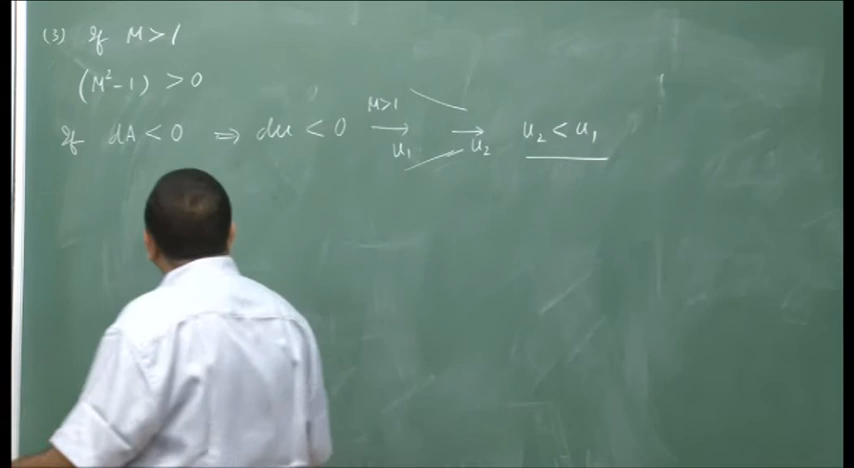 (3) If M > 1
(M² - 1) > 0
If dA < 0 ⇒ du < 0 M>1 → u₁ → u₂ u₂ < u₁